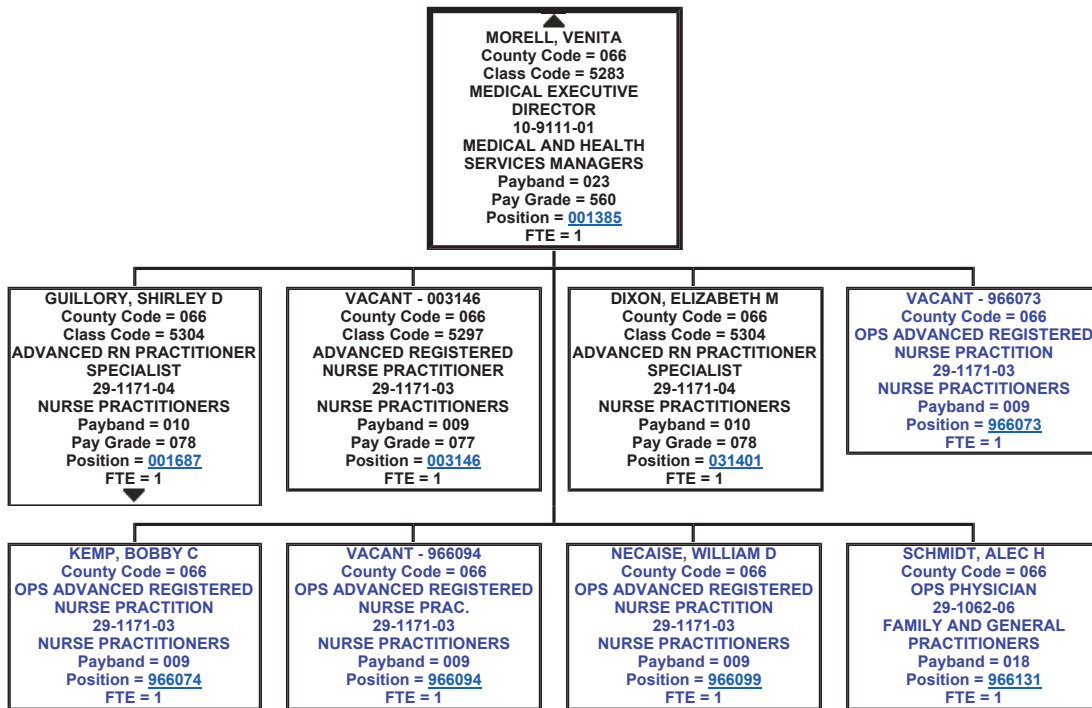 MORELL, VENITA
County Code = 066
Class Code = 5283
MEDICAL EXECUTIVE
DIRECTOR
10-9111-01
MEDICAL AND HEALTH
SERVICES MANAGERS
Payband = 023
Pay Grade = 560
Position = 001385
FTE = 1
GUILLORY, SHIRLEY D
County Code = 066
Class Code = 5304
ADVANCED RN PRACTITIONER
SPECIALIST
29-1171-04
NURSE PRACTITIONERS
Payband = 010
Pay Grade = 078
Position = 001687
FTE = 1
VACANT - 003146
County Code = 066
Class Code = 5297
ADVANCED REGISTERED
NURSE PRACTITIONER
29-1171-03
NURSE PRACTITIONERS
Payband = 009
Pay Grade = 077
Position = 003146
FTE = 1
DIXON, ELIZABETH M
County Code = 066
Class Code = 5304
ADVANCED RN PRACTITIONER
SPECIALIST
29-1171-04
NURSE PRACTITIONERS
Payband = 010
Pay Grade = 078
Position = 031401
FTE = 1
VACANT - 966073
County Code = 066
OPS ADVANCED REGISTERED
NURSE PRACTITION
29-1171-03
NURSE PRACTITIONERS
Payband = 009
Position = 966073
FTE = 1
KEMP, BOBBY C
County Code = 066
OPS ADVANCED REGISTERED
NURSE PRACTITION
29-1171-03
NURSE PRACTITIONERS
Payband = 009
Position = 966074
FTE = 1
VACANT - 966094
County Code = 066
OPS ADVANCED REGISTERED
NURSE PRAC.
29-1171-03
NURSE PRACTITIONERS
Payband = 009
Position = 966094
FTE = 1
NECAISE, WILLIAM D
County Code = 066
OPS ADVANCED REGISTERED
NURSE PRACTITION
29-1171-03
NURSE PRACTITIONERS
Payband = 009
Position = 966099
FTE = 1
SCHMIDT, ALEC H
County Code = 066
OPS PHYSICIAN
29-1062-06
FAMILY AND GENERAL
PRACTITIONERS
Payband = 018
Position = 966131
FTE = 1